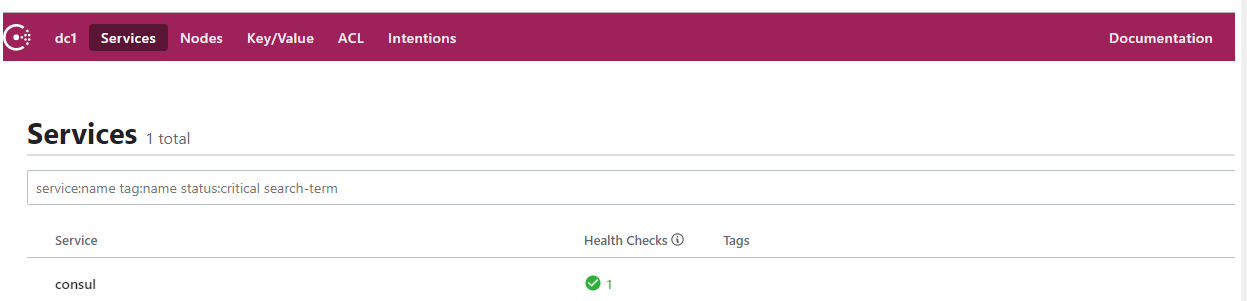 dc1 Services Nodes Key/Value ACL Intentions Documentation
Services 1 total
service:name tag:name status:critical search-term
Service Health Checks Tags
consul 1